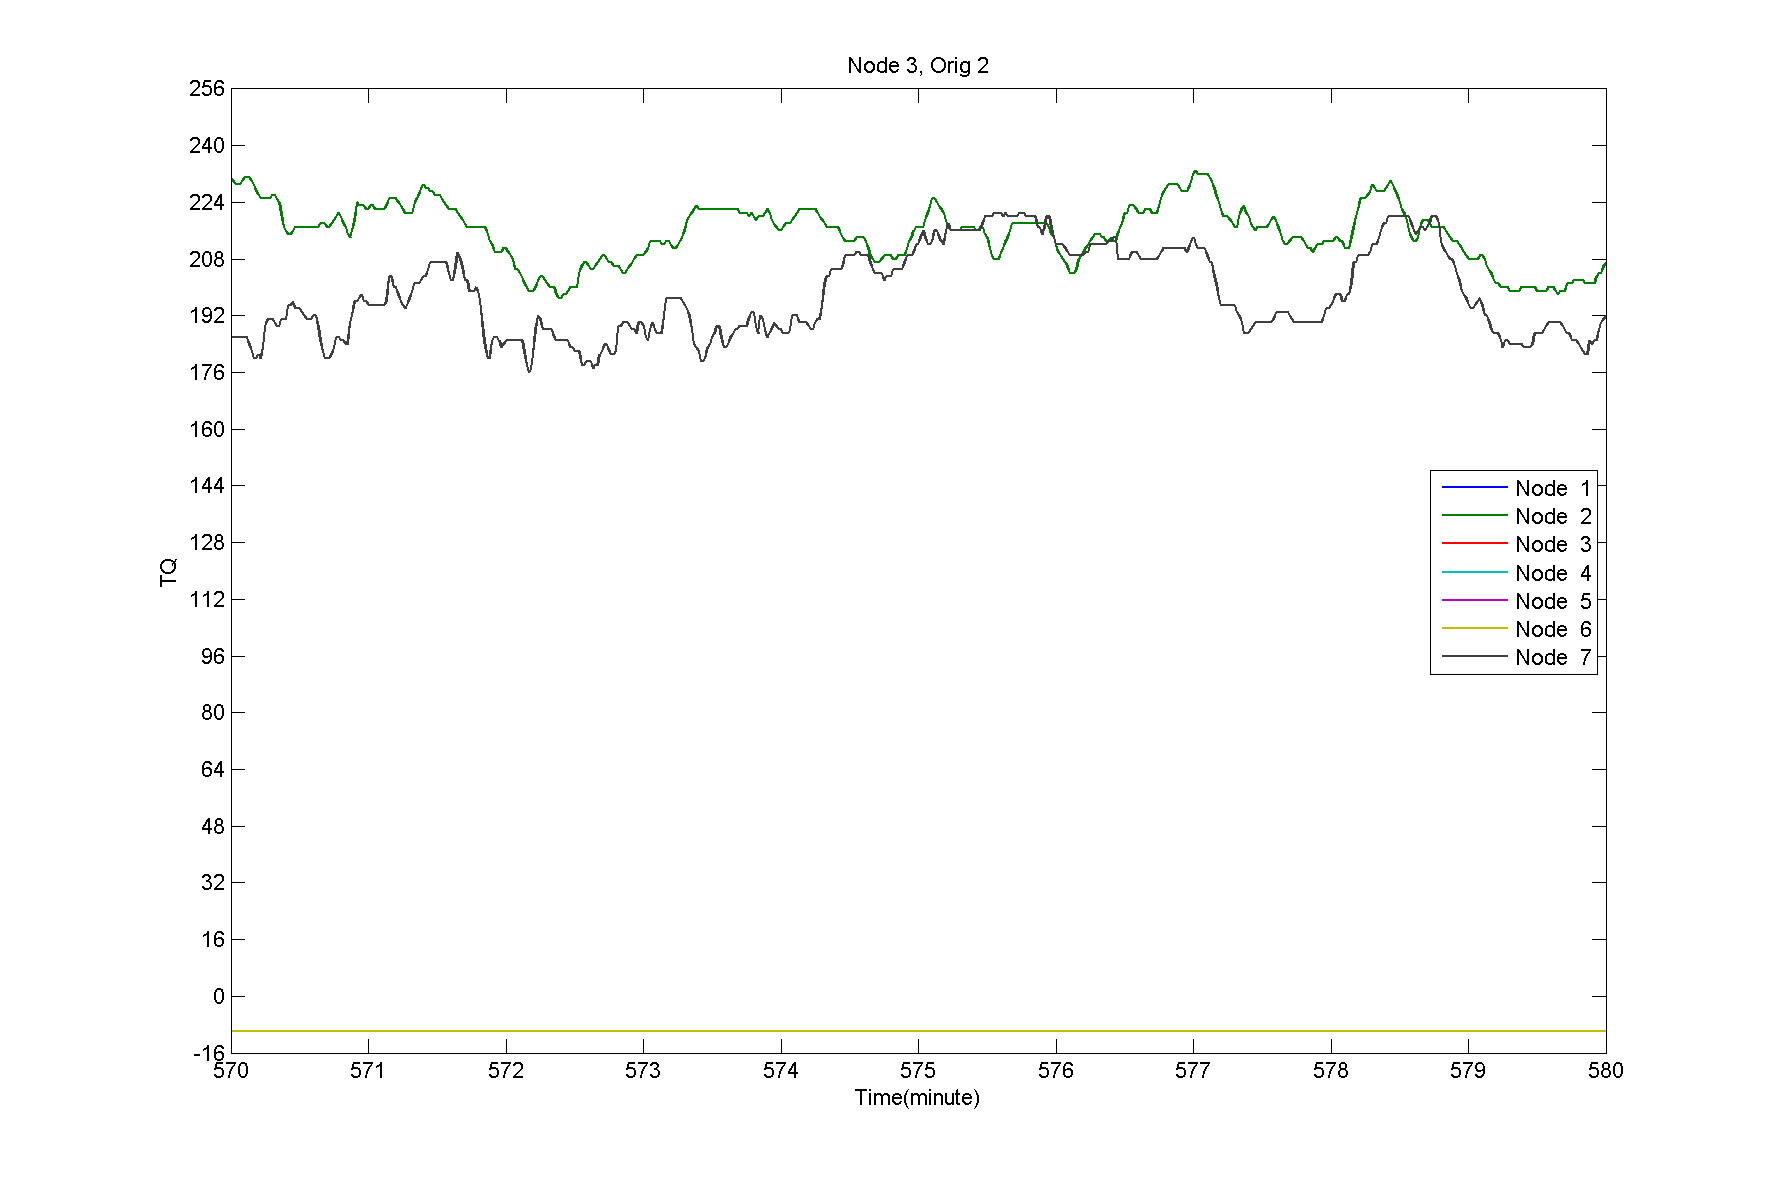 Node 3, Orig 2
256
240
224
208
192
176
160
144
128
112
96
80
64
48
32
16
0
-16
TQ
Node 1
Node 2
Node 3
Node 4
Node 5
Node 6
Node 7
570 571 572 573 574 575 576 577 578 579 580
Time(minute)